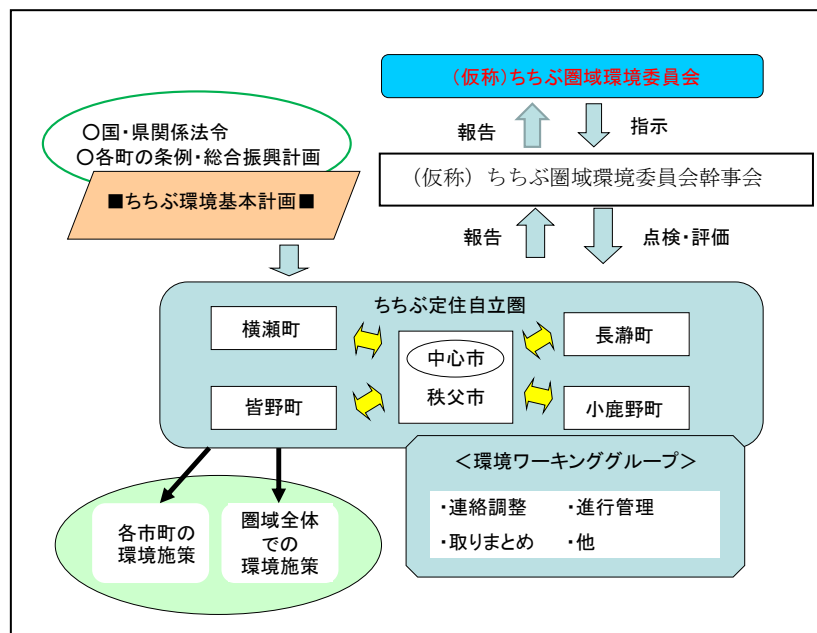 （仮称）ちちぶ圏域環境委員会
報告
指示
〇国・県関係法令
〇各町の条例・総合振興計画
（仮称）ちちぶ圏域環境委員会幹事会
■ちちぶ環境基本計画■
報告
点検・評価
ちちぶ定住自立圏
横瀬町
長瀞町
中心市
秩父市
皆野町
小鹿野町
＜環境ワーキンググループ＞
・連絡調整 ・進行管理
・取りまとめ ・他
各市町の
環境施策
圏域全体
での
環境施策